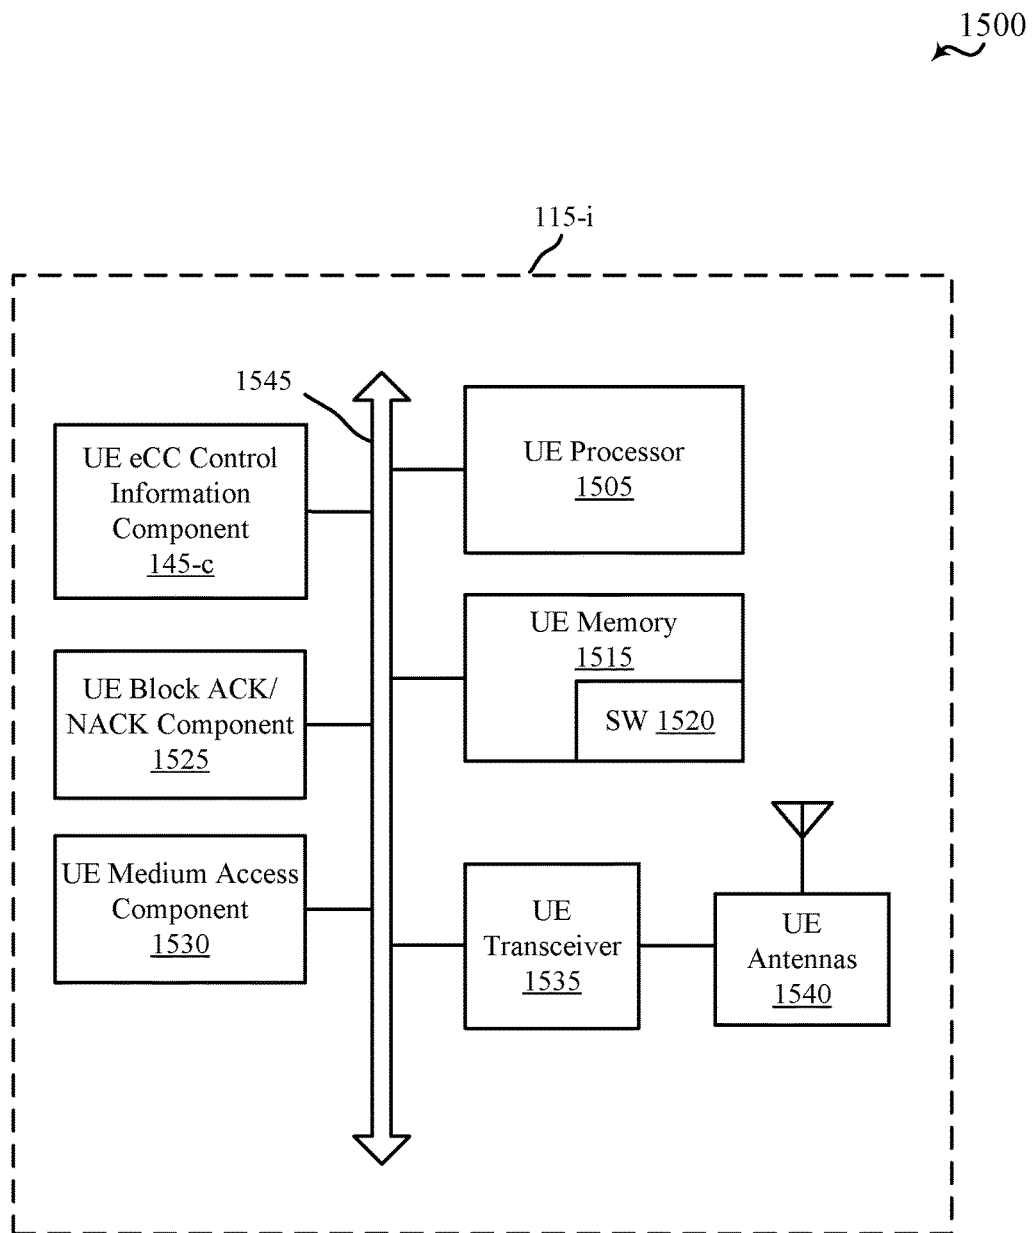 1500
115-i
1545
UE eCC Control
Information
Component
145-c
UE Processor
1505
UE Memory
1515
SW 1520
UE Block ACK/
NACK Component
1525
UE Medium Access
Component
1530
UE
Transceiver
1535
UE
Antennas
1540